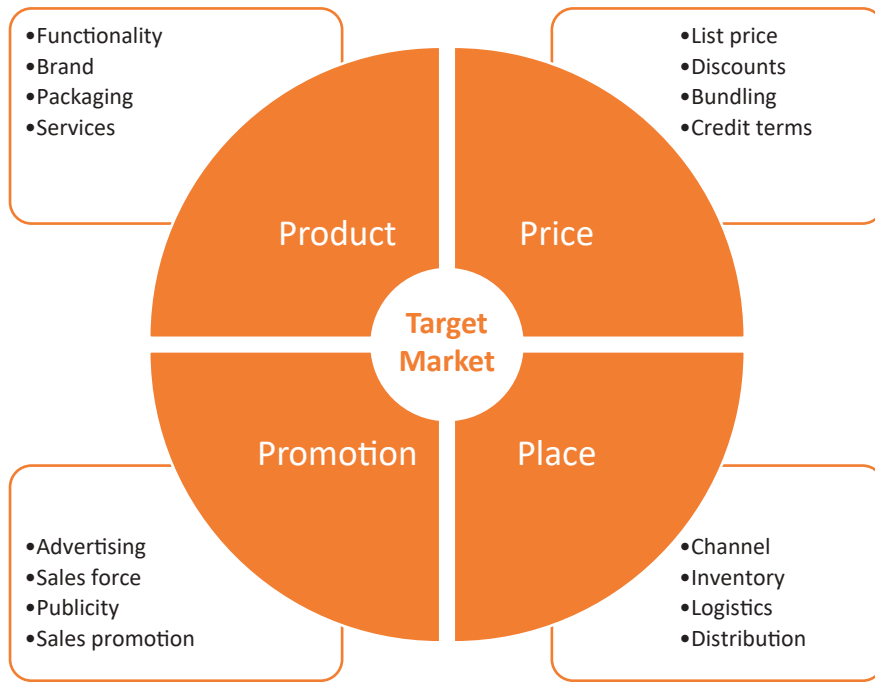 •Functionality
•Brand
•Packaging
•Services
•List price
•Discounts
•Bundling
•Credit terms
Product
Price
Target
Market
Promotion
Place
•Advertising
•Sales force
•Publicity
•Sales promotion
•Channel
•Inventory
•Logistics
•Distribution